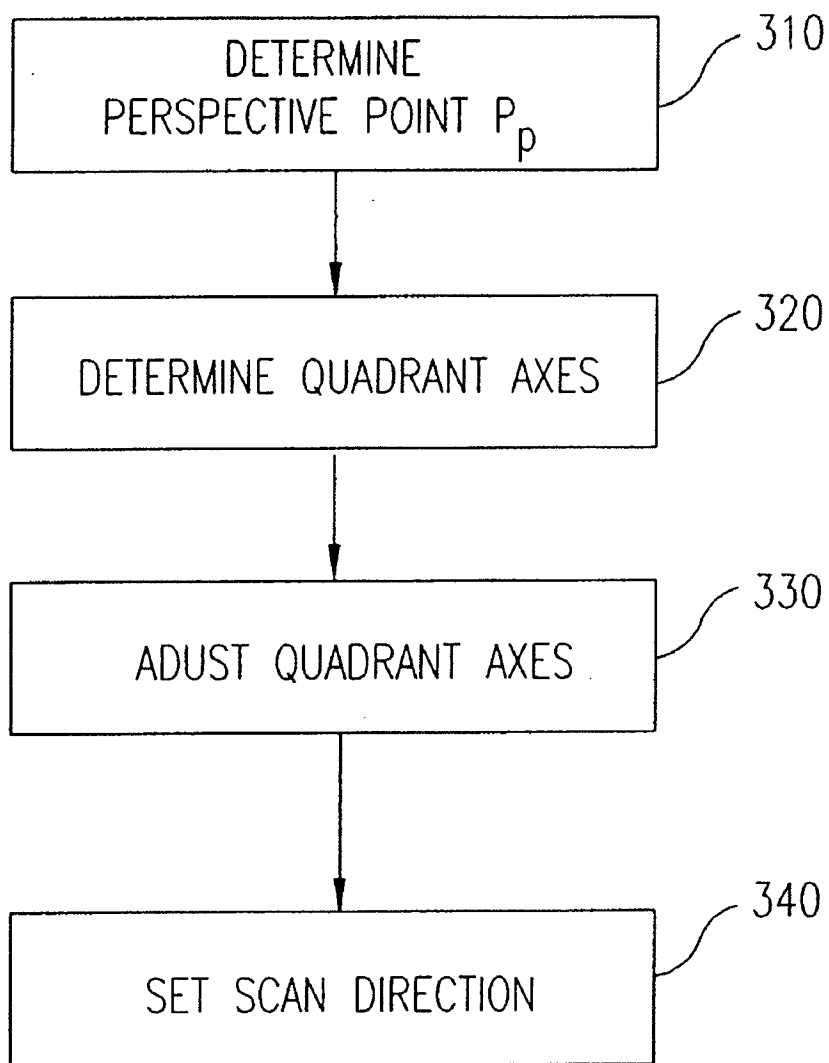 310
DETERMINE
PERSPECTIVE POINT Pp
320
DETERMINE QUADRANT AXES
330
ADUST QUADRANT AXES
340
SET SCAN DIRECTION